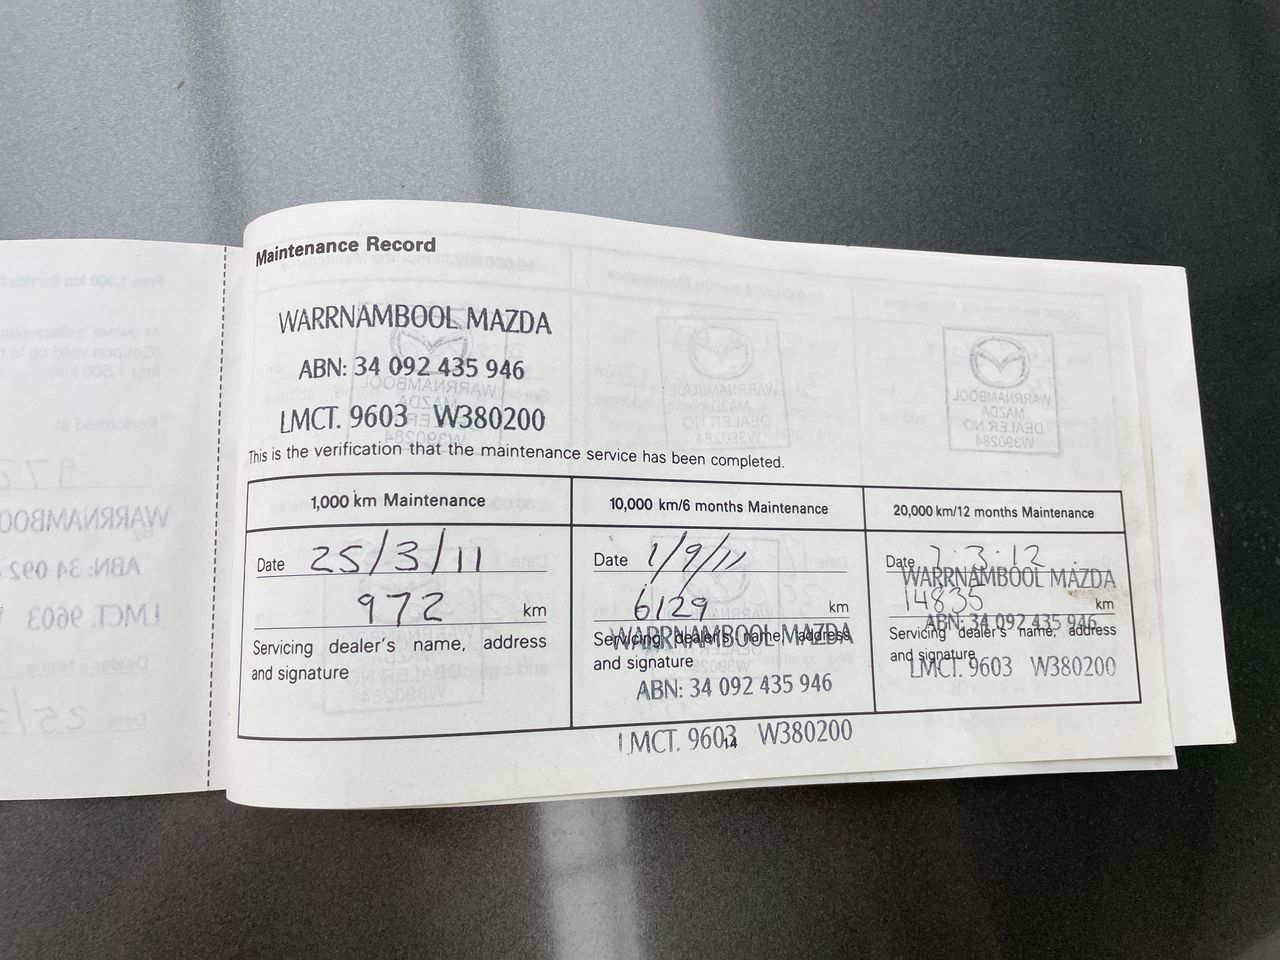 Maintenance Record
WARRNAMBOOL MAZDA
ABN: 34 092 435 946
LMCT. 9603 W380200
This is the verification that the maintenance service has been completed.
1,000 km Maintenance
Date 25/3/11
972 km
Servicing dealer's name, address
and signature
10,000 km/6 months Maintenance
Date 1/9/11
6129 km
Servicing dealer's name, address
WARRNAMBOOL MAZDA
and signature
ABN: 34 092 435 946
LMCT. 9603 W380200
20,000 km/12 months Maintenance
Date 7.3.12
WARRNAMBOOL MAZDA
14835 km
ABN: 34 092 435 946
Servicing dealer's name, address
and signature
LMCT. 9603 W380200
14